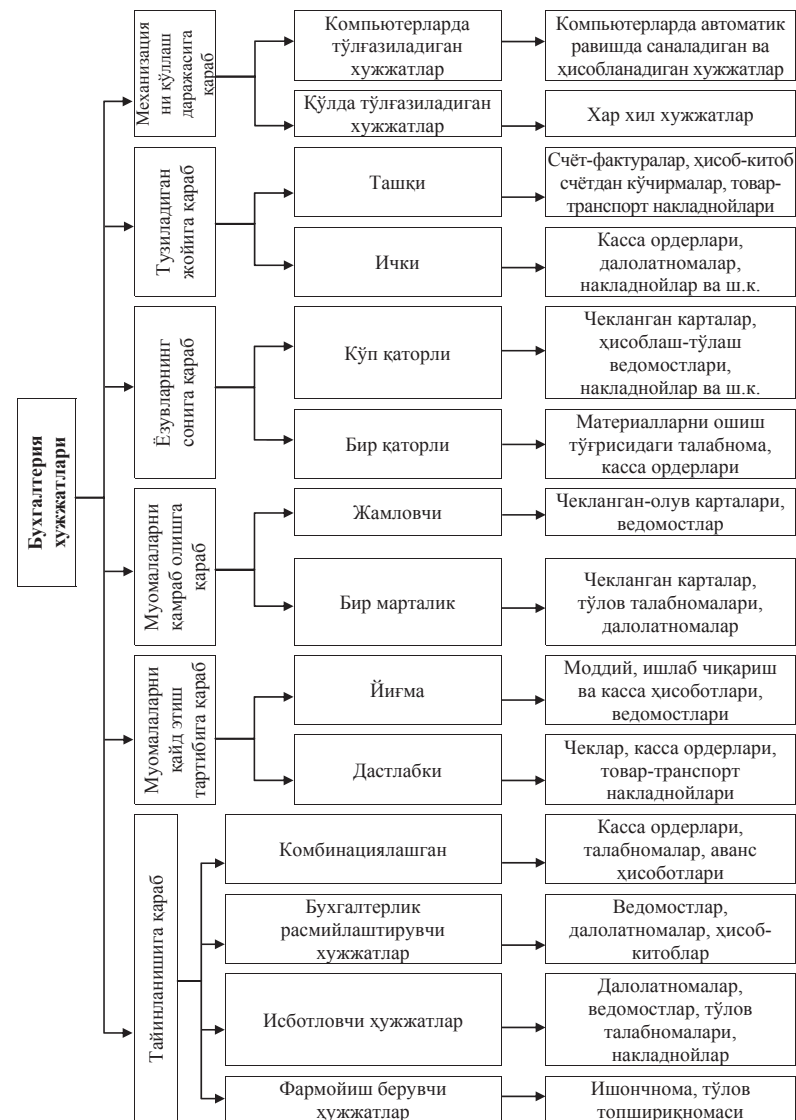 Бухгалтерия
хужжатлари
Механизация
ни қўллаш
даражасига
қараб
Компьютерларда
тўлғазиладиган
хужжатлар
Компьютерларда автоматик
равишда саналадиган ва
ҳисобланадиган хужжатлар
Қўлда тўлғазиладиган
хужжатлар
Хар хил хужжатлар
Тузиладиган
жойига қараб
Ташқи
Счёт-фактуралар, ҳисоб-китоб
счётдан кўчирмалар, товар-
транспорт накладнойлари
Ички
Касса ордерлари,
далолатномалар,
накладнойлар ва ш.к.
Ёзувларнинг
сонига қараб
Кўп қаторли
Чекланган карталар,
ҳисоблаш-тўлаш
ведомостлари,
накладнойлар ва ш.к.
Бир қаторли
Материалларни ошиш
тўғрисидаги талабнома,
касса ордерлари
Муомалаларни
қамраб олишга
қараб
Жамловчи
Чекланган-олув карталари,
ведомостлар
Бир марталик
Чекланган карталар,
тўлов талабномалари,
далолатномалар
Муомалаларни
қайд этиш
тартибига қараб
Йиғма
Моддий, ишлаб чиқариш
ва касса ҳисоботлари,
ведомостлари
Дастлабки
Чеклар, касса ордерлари,
товар-транспорт
накладнойлари
Тайинланишига қараб
Комбинациялашган
Касса ордерлари,
талабномалар, аванс
ҳисоботлари
Бухгалтерлик
расмийлаштирувчи
хужжатлар
Ведомостлар,
далолатномалар, ҳисоб-
китоблар
Исботловчи ҳужжатлар
Далолатномалар,
ведомостлар, тўлов
талабномалари,
накладнойлар
Фармойиш берувчи
ҳужжатлар
Ишончнома, тўлов
топшириқномаси